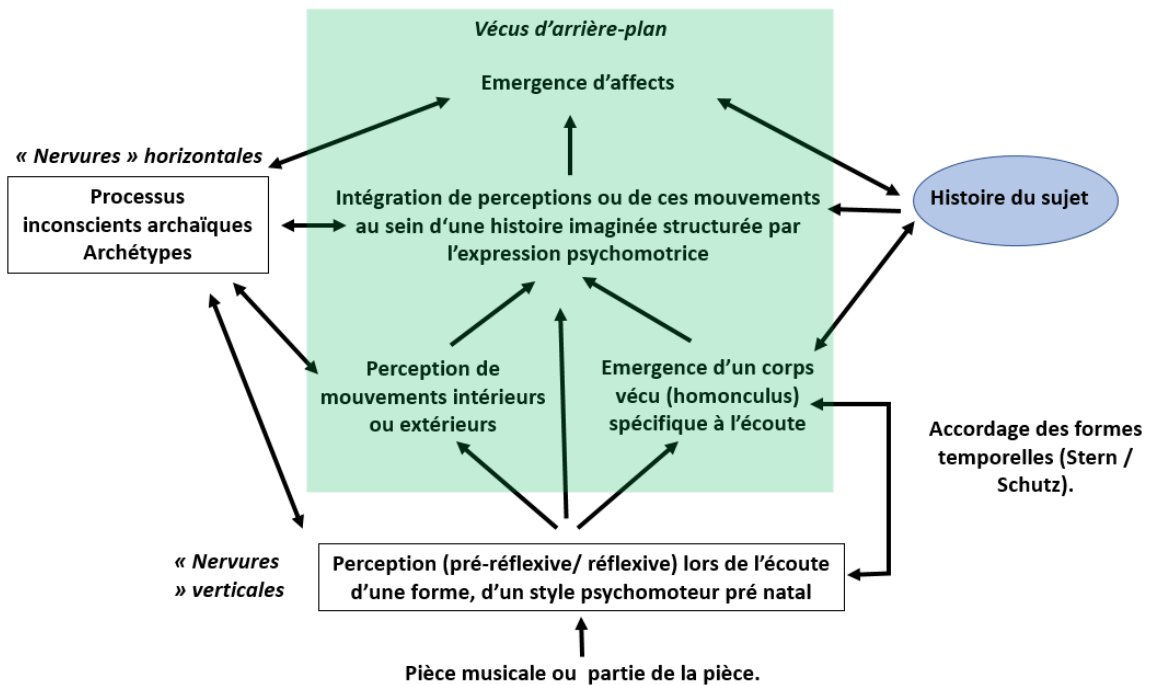 Vécus d’arrière-plan
Emergence d’affects
« Nervures » horizontales
Processus
inconscients archaïques
Archétypes
Intégration de perceptions ou de ces mouvements
au sein d‘une histoire imaginée structurée par
l’expression psychomotrice
Histoire du sujet
Perception de
mouvements intérieurs
ou extérieurs
Emergence d’un corps
vécu (homonculus)
spécifique à l’écoute
Accordage des formes
temporelles (Stern /
Schutz).
« Nervures
» verticales
Perception (pré-réflexive/ réflexive) lors de l’écoute
d’une forme, d’un style psychomoteur pré natal
Pièce musicale ou  partie de la pièce.